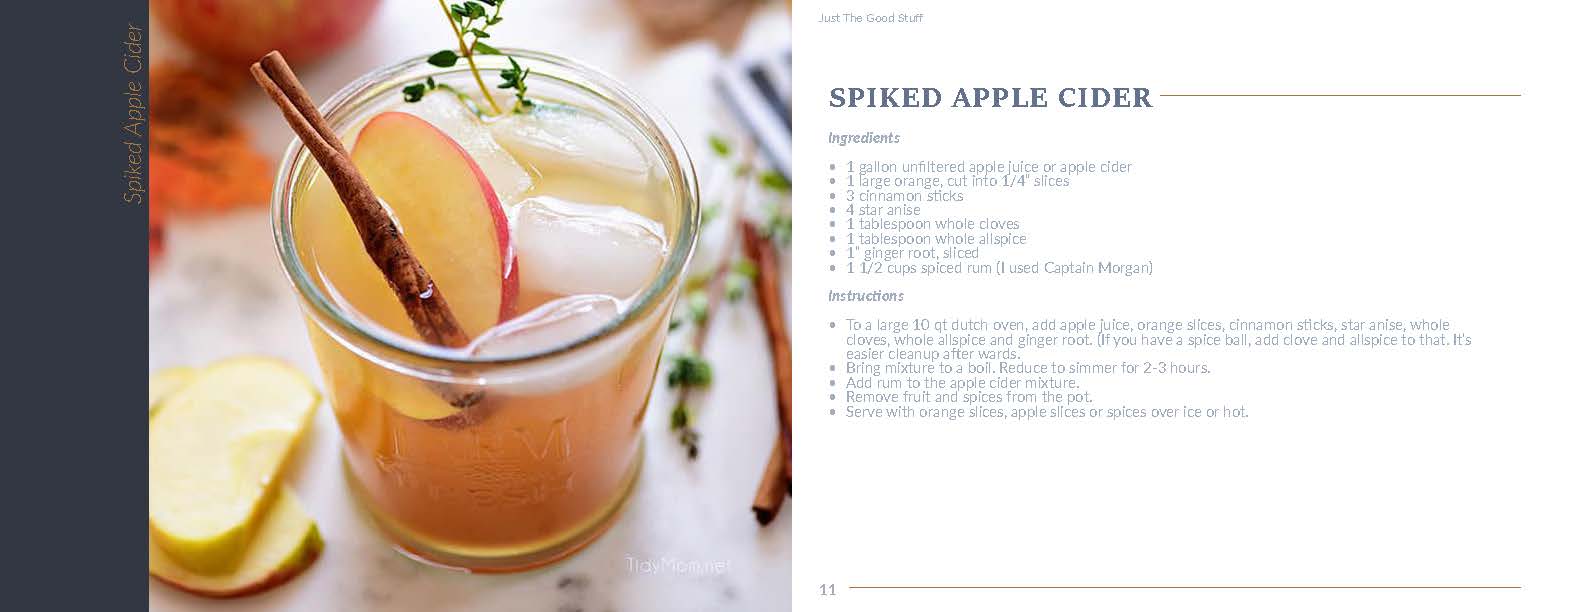 Spiked Apple Cider
TidyMom.net
Just The Good Stuff
SPIKED APPLE CIDER
Ingredients
• 1 gallon unfiltered apple juice or apple cider
• 1 large orange, cut into 1/4" slices
• 3 cinnamon sticks
• 4 star anise
• 1 tablespoon whole cloves
• 1 tablespoon whole allspice
• 1" ginger root, sliced
• 1 1/2 cups spiced rum (I used Captain Morgan)
Instructions
• To a large 10 qt dutch oven, add apple juice, orange slices, cinnamon sticks, star anise, whole
cloves, whole allspice and ginger root. (If you have a spice ball, add clove and allspice to that. It's
easier cleanup after wards.
• Bring mixture to a boil. Reduce to simmer for 2-3 hours.
• Add rum to the apple cider mixture.
• Remove fruit and spices from the pot.
• Serve with orange slices, apple slices or spices over ice or hot.
11